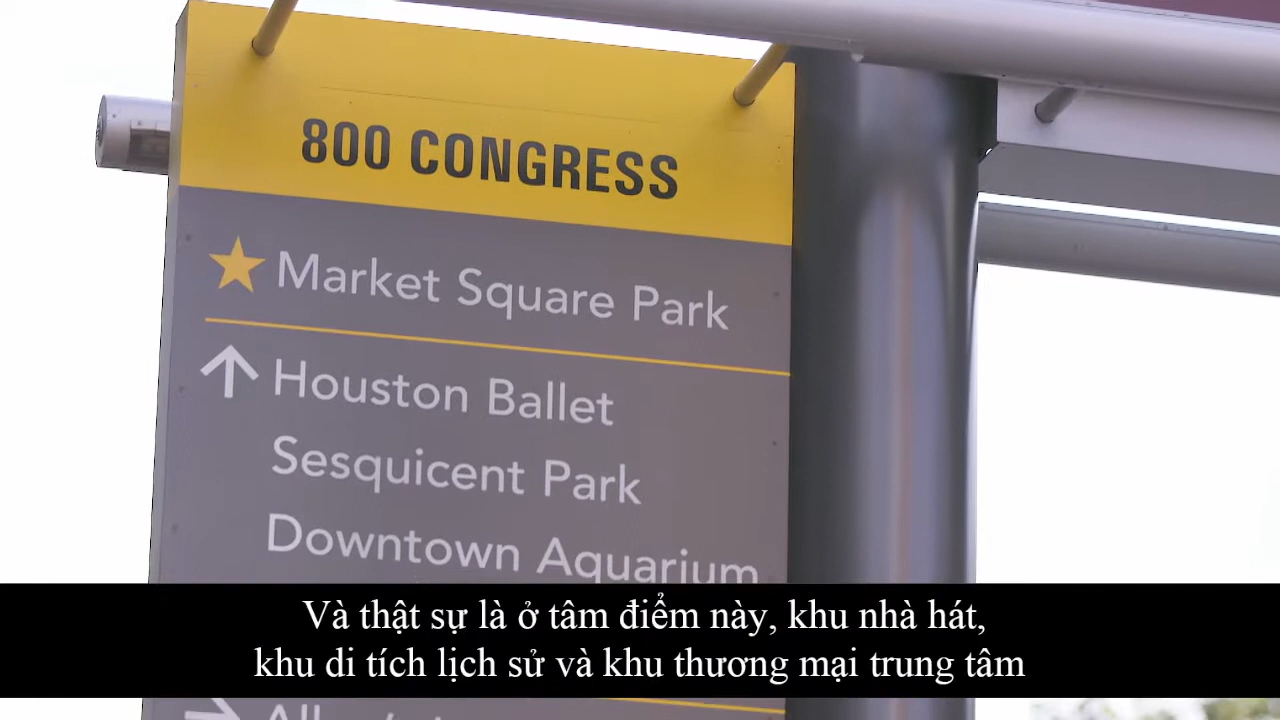 800 CONGRESS
Market Square Park
Houston Ballet
Sesquicent Park
Downtown Aquarium
Và thật sự là ở tâm điểm này, khu nhà hát,
khu di tích lịch sử và khu thương mại trung tâm